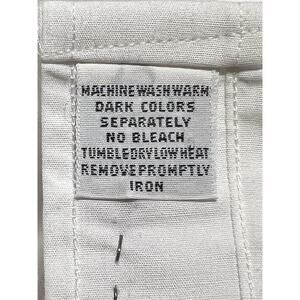 MACHINE WASH WARM
DARK COLORS
SEPARATELY
NO BLEACH
TUMBLE DRY LOW HEAT
REMOVE PROMPTLY
IRON